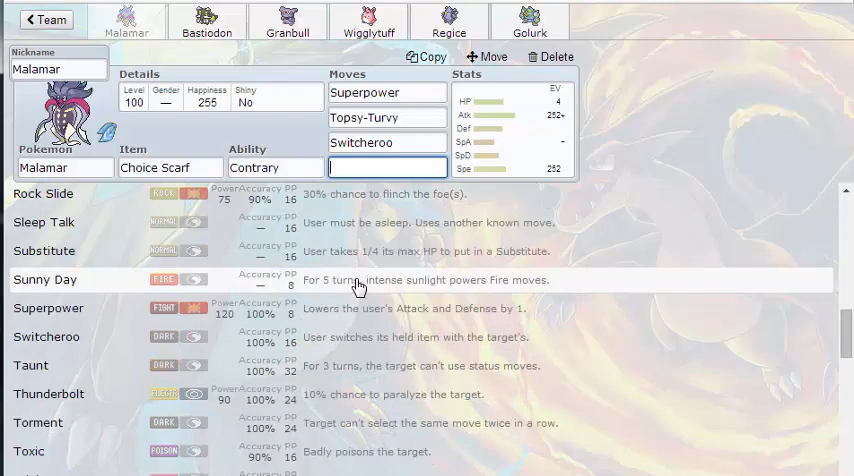 Team
Malamar Bastiodon Granbull Wigglytuff Regice Golurk
Copy Move Delete
Nickname
Malamar
Details Moves Stats
Level Gender Happiness Shiny
100 — 255 No
Superpower
Topsy-Turvy
Switcheroo
EV
HP 4
Atk 252+
Def
SpA -
SpD
Spe 252
Pokemon Item Ability
Malamar Choice Scarf Contrary
Rock Slide ROCK Power 75 Accuracy 90% PP 16 30% chance to flinch the foe(s).
Sleep Talk NORMAL Accuracy — PP 16 User must be asleep. Uses another known move.
Substitute NORMAL Accuracy — PP 16 User takes 1/4 its max HP to put in a Substitute.
Sunny Day FIRE Accuracy — PP 8 For 5 turns, intense sunlight powers Fire moves.
Superpower FIGHT Power 120 Accuracy 100% PP 8 Lowers the user's Attack and Defense by 1.
Switcheroo DARK Accuracy 100% PP 16 User switches its held item with the target's.
Taunt DARK Accuracy 100% PP 32 For 3 turns, the target can't use status moves.
Thunderbolt ELECTR Power 90 Accuracy 100% PP 24 10% chance to paralyze the target.
Torment DARK Accuracy 100% PP 24 Target can't select the same move twice in a row.
Toxic POISON Accuracy 90% PP 16 Badly poisons the target.